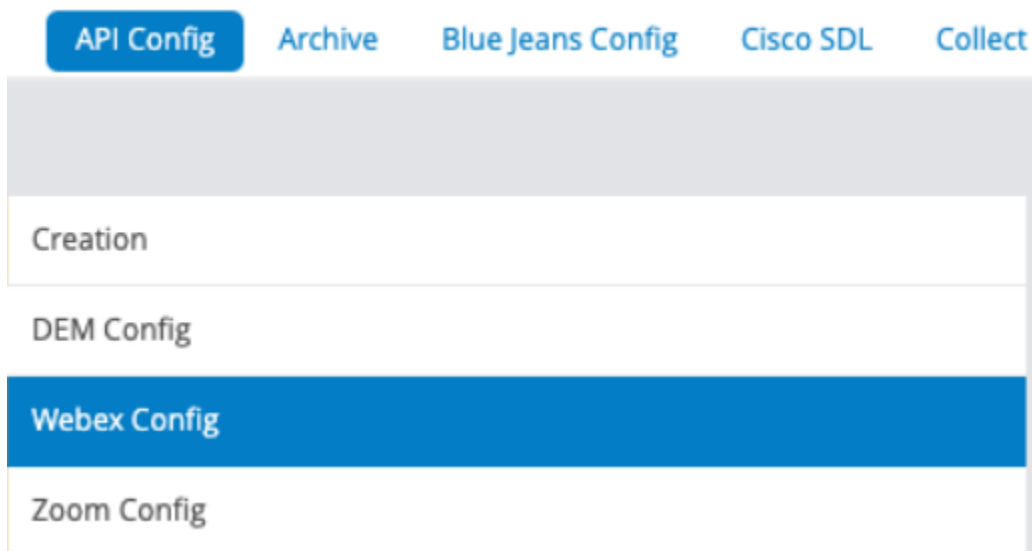 API Config Archive Blue Jeans Config Cisco SDL Collect
Creation
DEM Config
Webex Config
Zoom Config